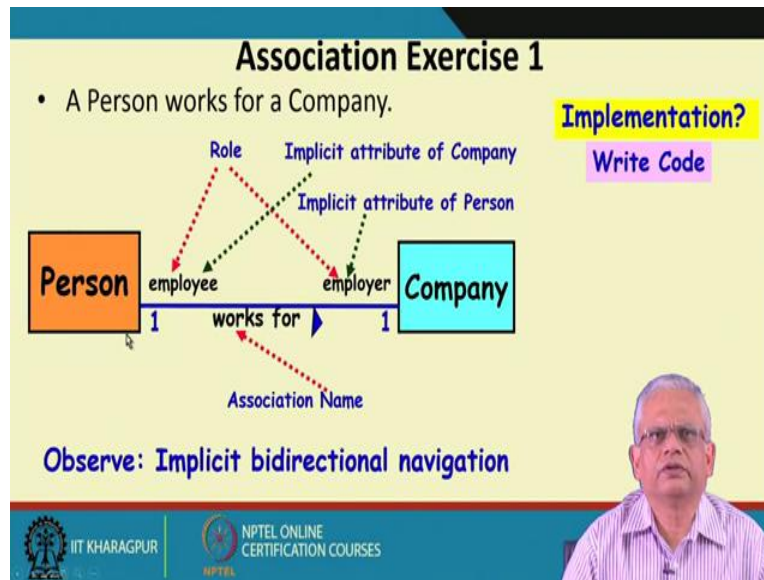 Association Exercise 1
• A Person works for a Company.
Implementation?
Write Code
Role
Implicit attribute of Company
Implicit attribute of Person
Person
employee
employer
Company
1
works for
1
Association Name
Observe: Implicit bidirectional navigation
IIT KHARAGPUR
NPTEL
NPTEL ONLINE
CERTIFICATION COURSES